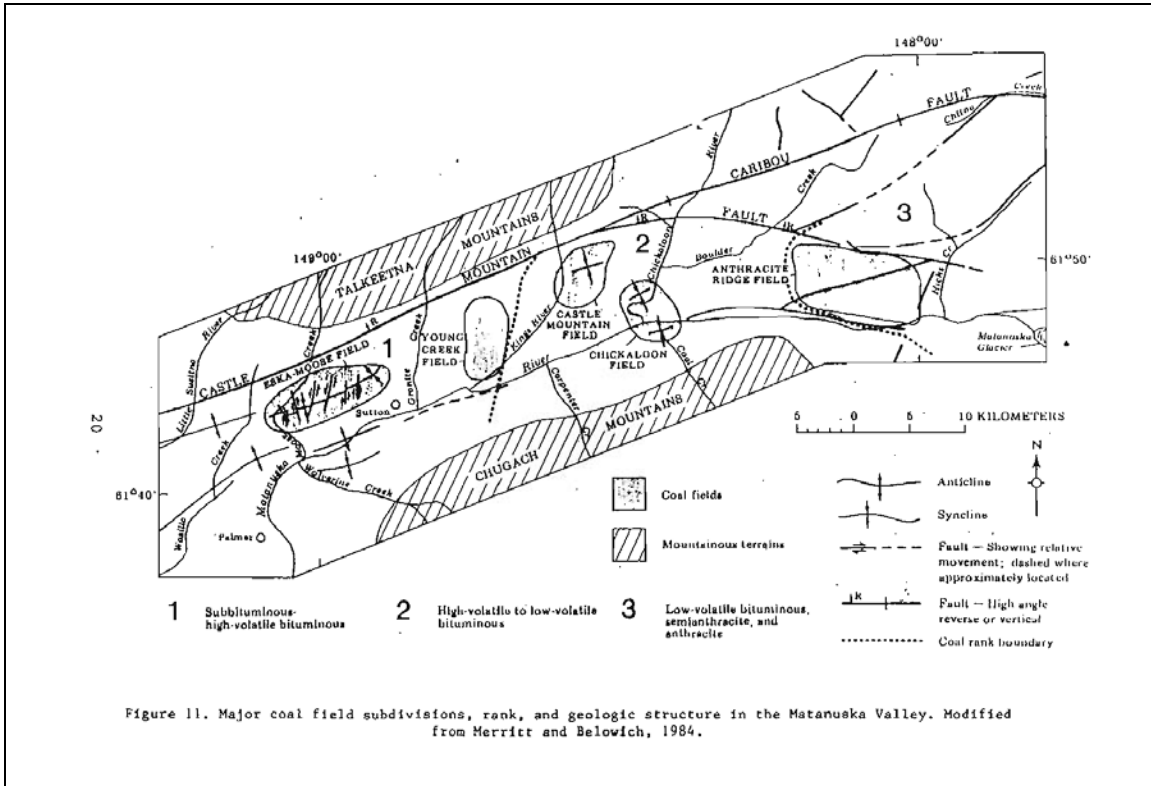 148°00'
Creek
FAULT
Chitna
River
CARIBOU
Creek
MOUNTAINS
R
FAULT
R
3
149°00'
2
Chickaloon
Boulder
61°50'
TALKEETNA
MOUNTAIN
ANTHRACITE
RIDGE FIELD
Hicks Cr
River
Creek
Creek
R
Kings River
CASTLE
MOUNTAIN
FIELD
YOUNG
CREEK
FIELD
Matanuska
Glacier
1
Little Susitna
CASTLE
ESKA-MOOSE FIELD
River
CHICKALOON
FIELD
Coal
Cr
Granite
Sutton
Carpenter
Cr
MOUNTAINS
5 0 5 10 KILOMETERS
Creek
Moose
N
CHUGACH
Matanuska
Wolverine Creek
61°40'
Coal fields
Anticline
Syncline
Wasilla
Palmer
Mountainous terrains
Fault — Showing relative
movement; dashed where
approximately located
1 Subbituminous-
high-volatile bituminous
2 High-volatile to low-volatile
bituminous
3 Low-volatile bituminous,
semianthracite, and
anthracite
R
Fault — High angle
reverse or vertical
Coal rank boundary
20
Figure 11. Major coal field subdivisions, rank, and geologic structure in the Matanuska Valley. Modified
from Merritt and Belowich, 1984.